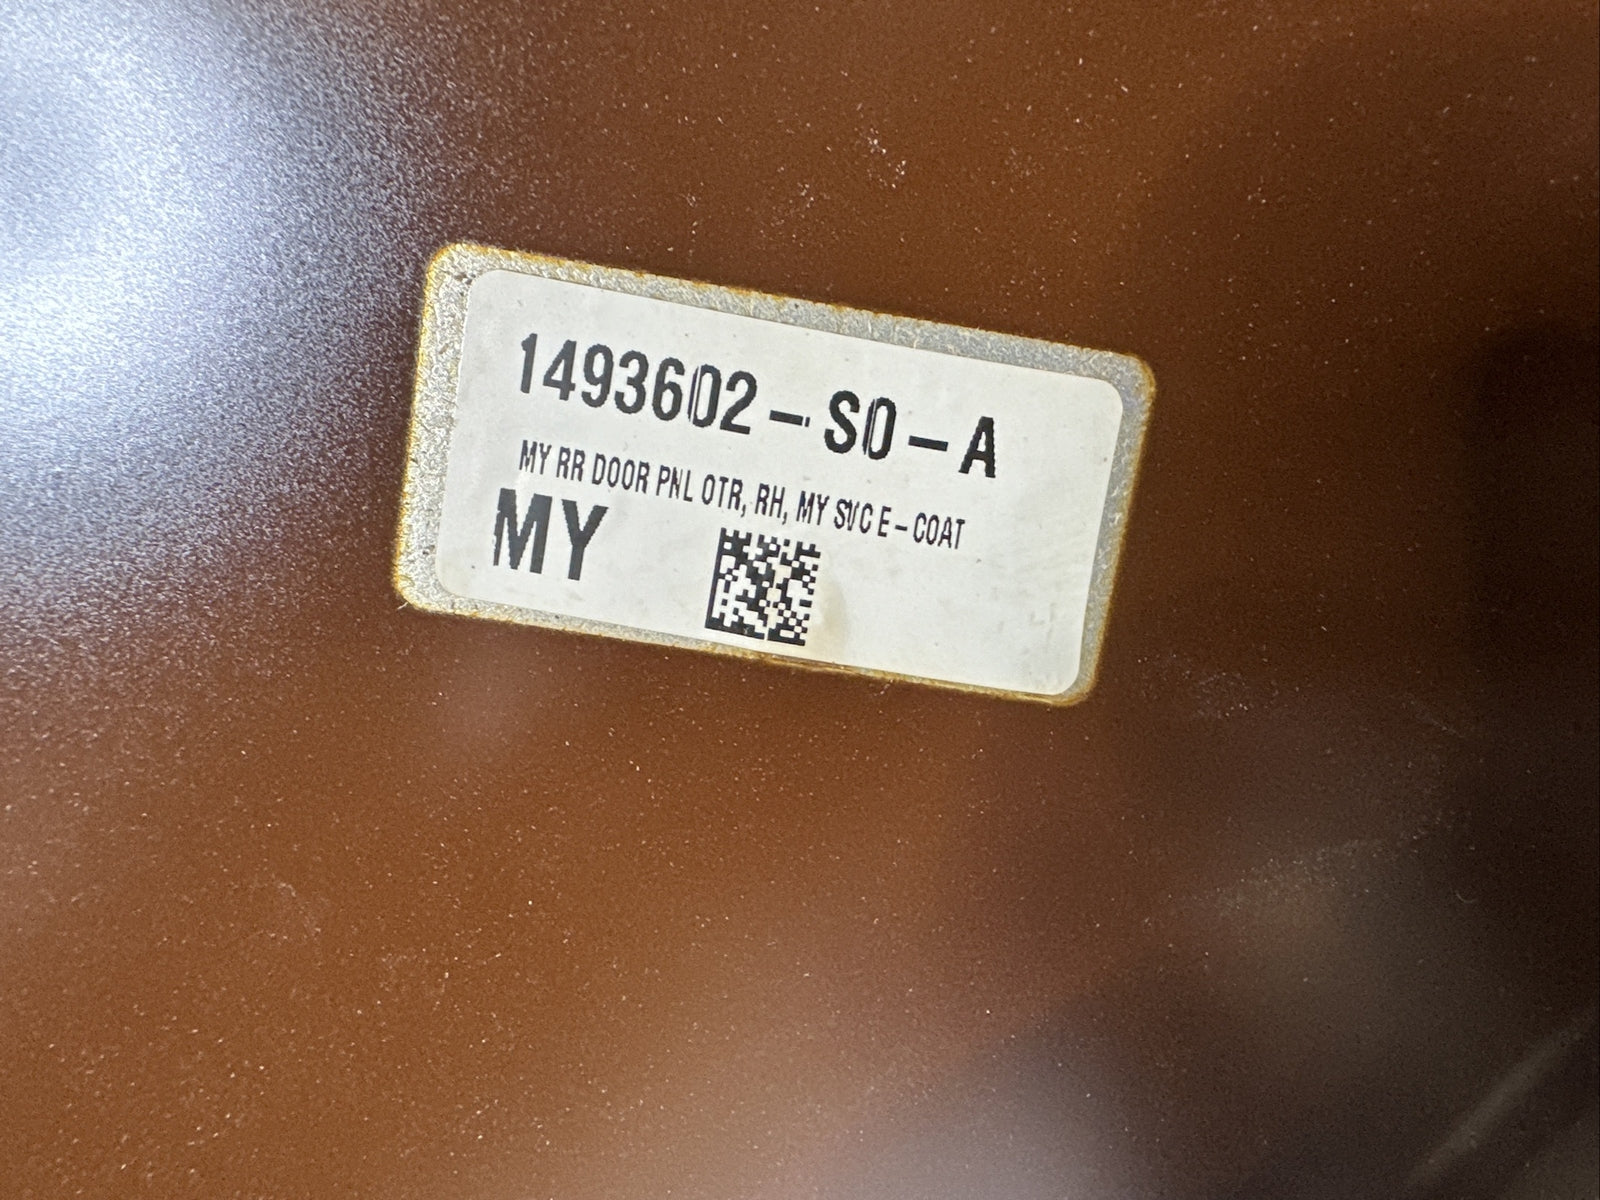 1493602-S0-A
MY RR DOOR PNL OTR, RH, MY SVC E-COAT
MY